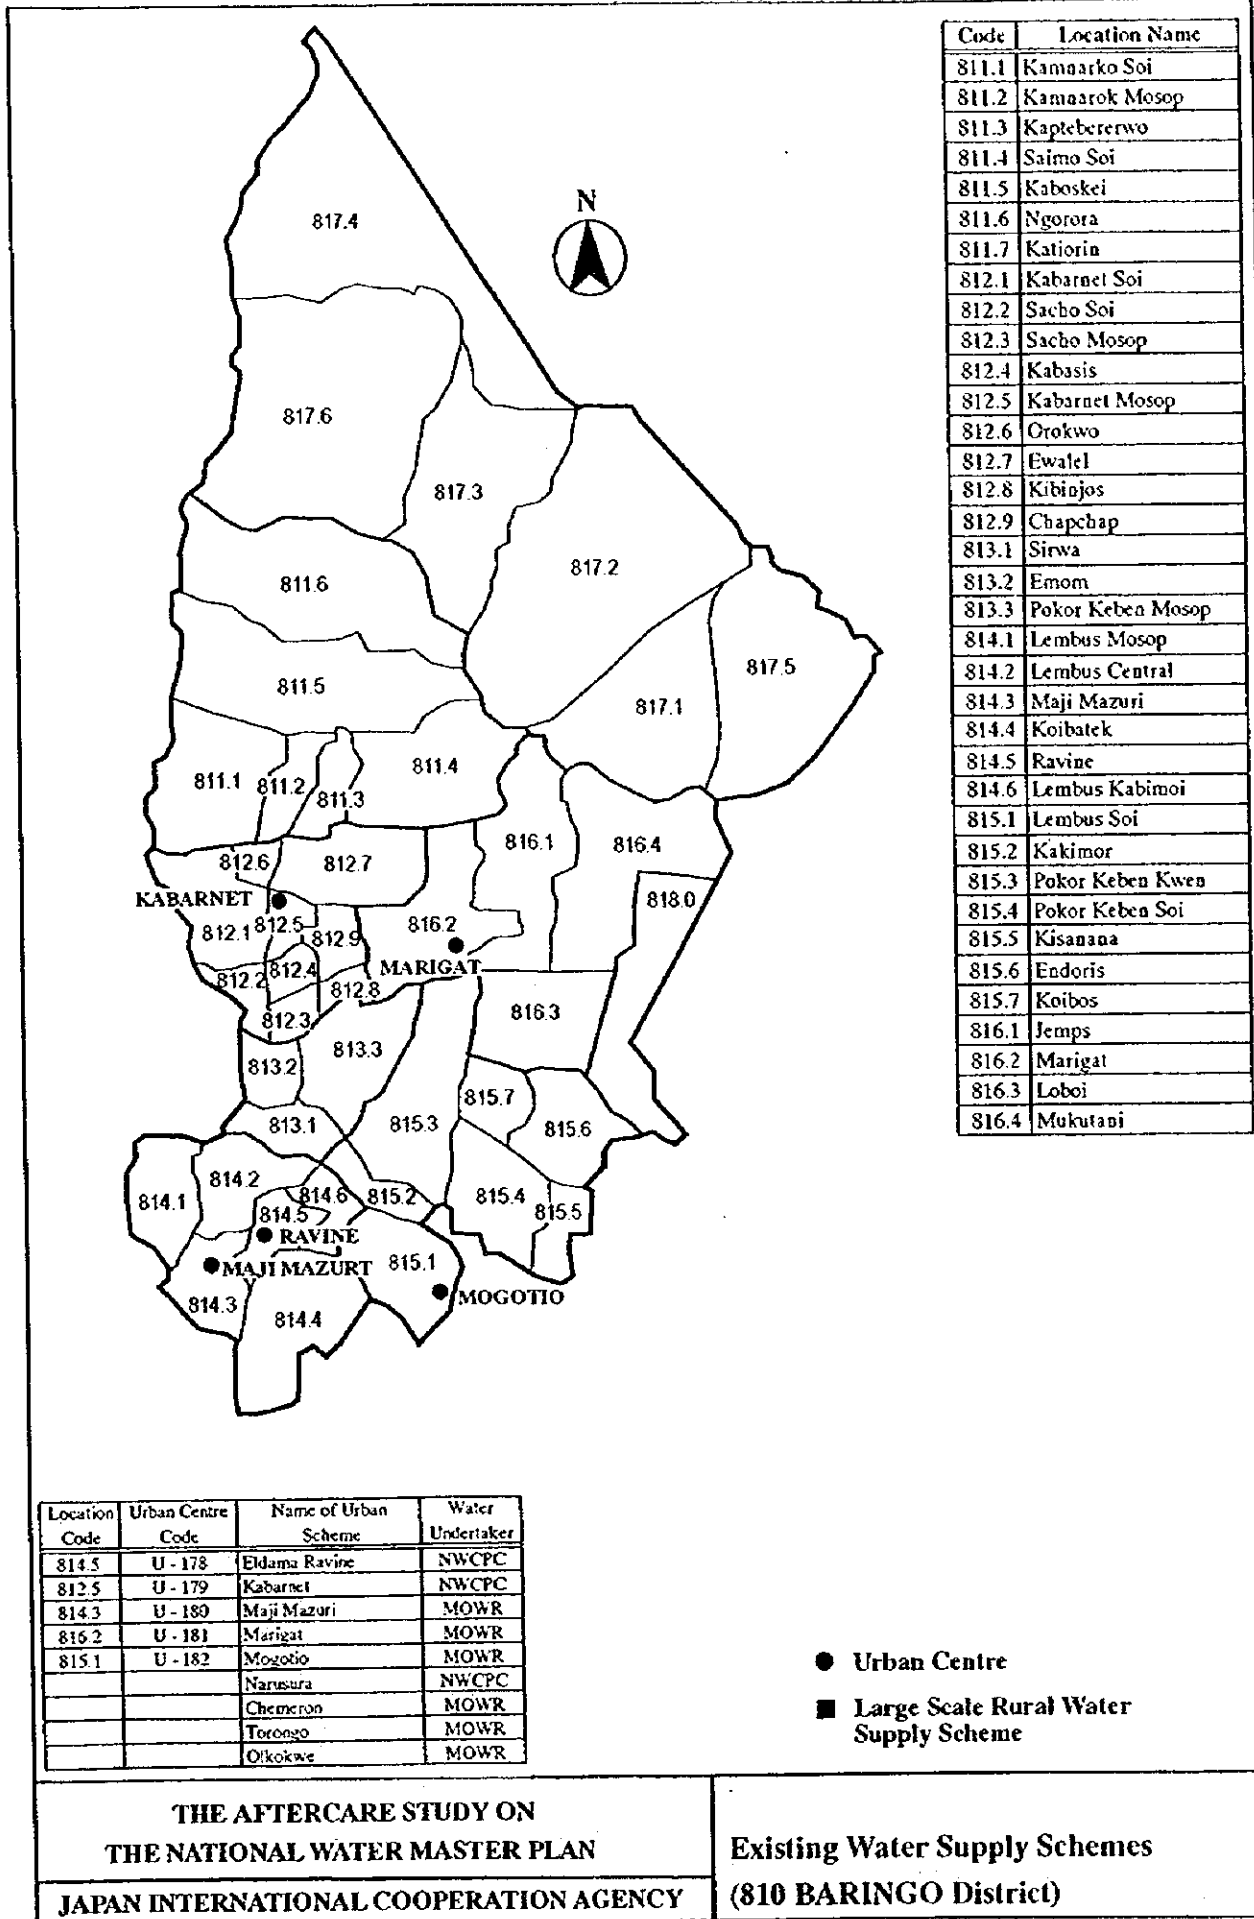 Code Location Name
811.1 Kamnarko Soi
811.2 Kamnarok Mosop
811.3 Kaptebererwo
811.4 Saimo Soi
811.5 Kaboskei
811.6 Ngorora
811.7 Katiorin
812.1 Kabarnet Soi
812.2 Sacho Soi
812.3 Sacho Mosop
812.4 Kabasis
812.5 Kabarnet Mosop
812.6 Orokwo
812.7 Ewalel
812.8 Kibinjos
812.9 Chapchap
813.1 Sirwa
813.2 Emom
813.3 Pokor Keben Mosop
814.1 Lembus Mosop
814.2 Lembus Central
814.3 Maji Mazuri
814.4 Koibatek
814.5 Ravine
814.6 Lembus Kabimoi
815.1 Lembus Soi
815.2 Kakimor
815.3 Pokor Keben Kwen
815.4 Pokor Keben Soi
815.5 Kisanana
815.6 Endoris
815.7 Koibos
816.1 Jemps
816.2 Marigat
816.3 Loboi
816.4 Mukutani
N
817.4
817.6
817.3
817.2
811.6
817.5
811.5
817.1
811.1
811.2
811.3
811.4
816.1
816.4
812.6
812.7
818.0
KABARNET
812.1
812.5
812.9
816.2
MARIGAT
812.2
812.4
812.8
812.3
816.3
813.2
813.3
815.7
813.1
815.3
815.6
814.1
814.2
814.6
815.2
815.4
815.5
814.5
RAVINE
MAJI MAZURT
815.1
MOGOTIO
814.3
814.4
Location Code Urban Centre Code Name of Urban Scheme Water Undertaker
814.5 U - 178 Eldama Ravine NWCPC
812.5 U - 179 Kabarnet NWCPC
814.3 U - 180 Maji Mazuri MOWR
816.2 U - 181 Marigat MOWR
815.1 U - 182 Mogotio MOWR
Narusura NWCPC
Chemeron MOWR
Torongo MOWR
Olkokwe MOWR
Urban Centre
Large Scale Rural Water
Supply Scheme
THE AFTERCARE STUDY ON
THE NATIONAL WATER MASTER PLAN
JAPAN INTERNATIONAL COOPERATION AGENCY
Existing Water Supply Schemes
(810 BARINGO District)